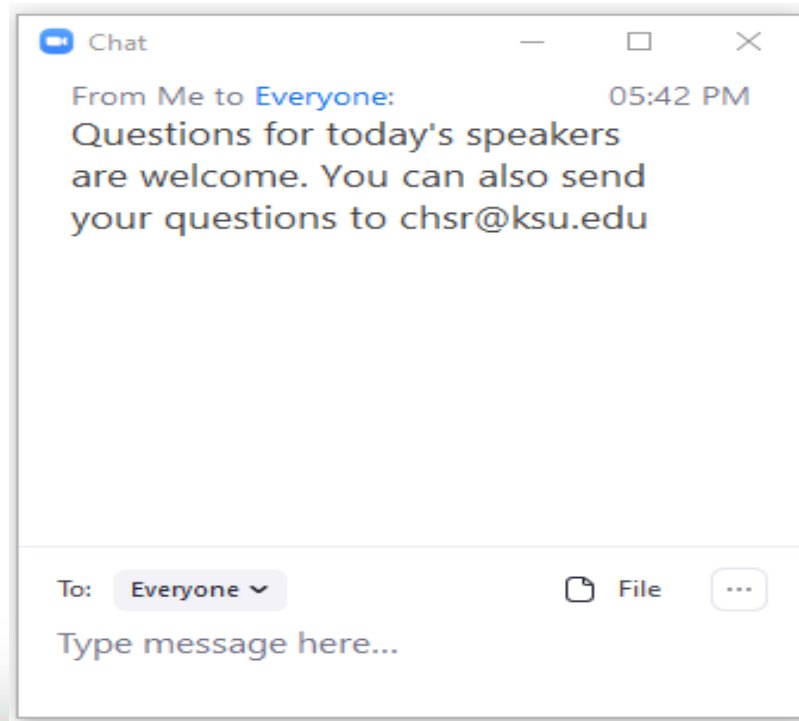 Chat
From Me to Everyone: 05:42 PM
Questions for today's speakers
are welcome. You can also send
your questions to chsr@ksu.edu
To: Everyone File ...
Type message here...